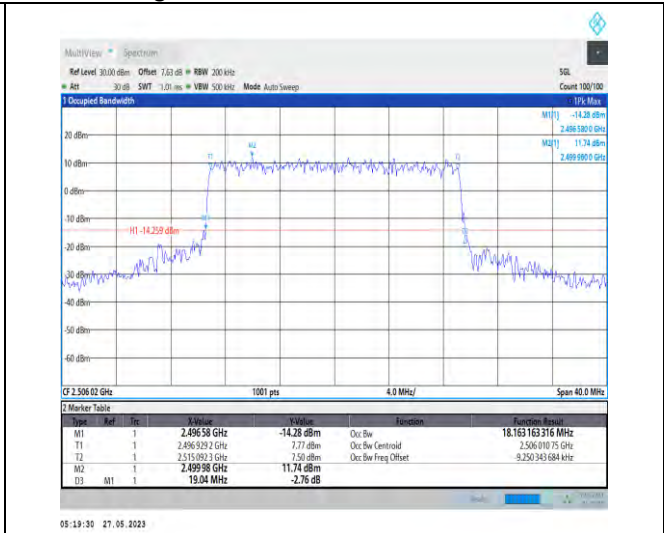 MultiView Spectrum
Ref Level 30.00 dBm Offset 7.63 dB RBW 200 kHz SGL
Att 30 dB SWT 1.01 ms VBW 500 kHz Mode Auto Sweep Count 100/100
1 Occupied Bandwidth 1Pk Max
M1[1] -14.28 dBm
2.496 580 0 GHz
M2[1] 11.74 dBm
2.499 980 0 GHz
20 dBm
M2
10 dBm
T1
0 dBm
-10 dBm
H1 -14.259 dBm
-20 dBm
-30 dBm
-40 dBm
-50 dBm
-60 dBm
CF 2.506 02 GHz 1001 pts 4.0 MHz/ Span 40.0 MHz
2 Marker Table
Type Ref Trc X-Value Y-Value Function Function Result
M1 1 2.496 58 GHz -14.28 dBm Occ Bw 18.163 163 316 MHz
T1 1 2.496 929 2 GHz 7.77 dBm Occ Bw Centroid 2.506 010 75 GHz
T2 1 2.515 092 3 GHz 7.50 dBm Occ Bw Freq Offset -9.250 343 684 kHz
M2 1 2.499 98 GHz 11.74 dBm
D3 M1 1 19.04 MHz -2.76 dB
05:19:30 27.05.2023